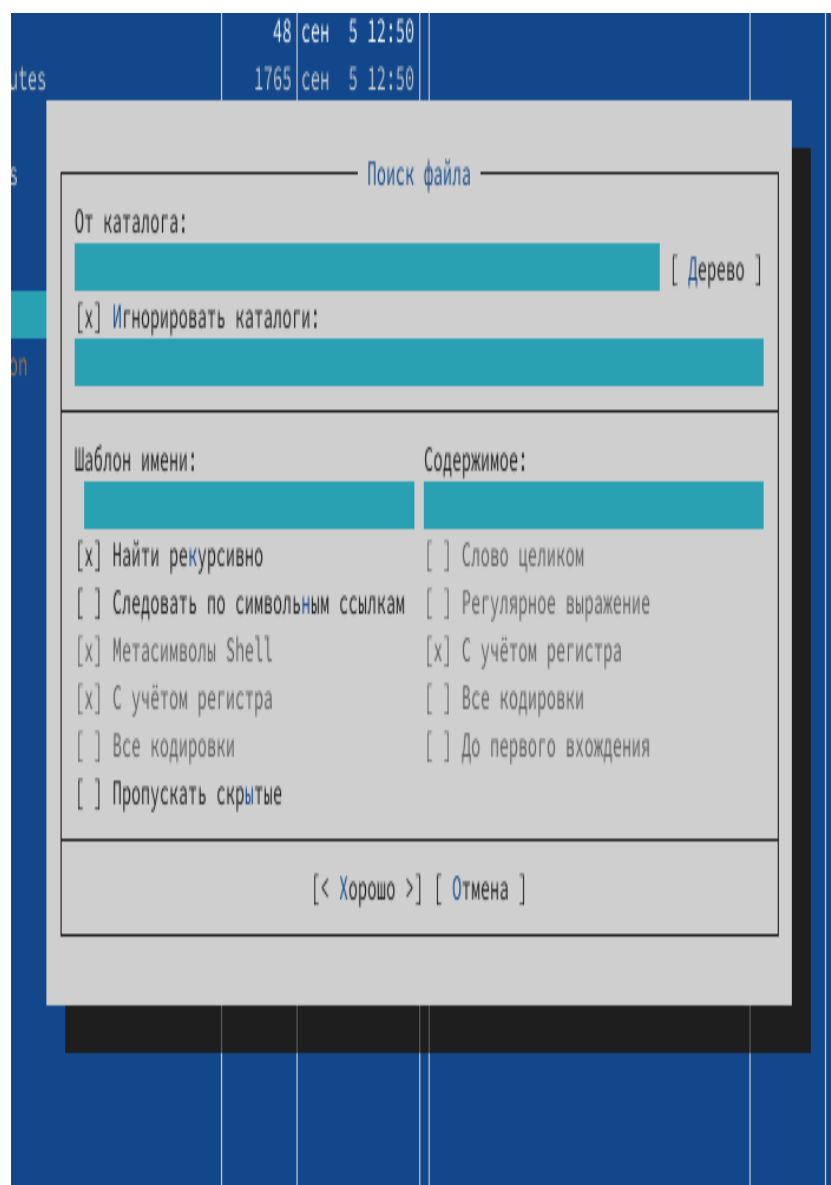 48 сен 5 12:50
utes 1765 сен 5 12:50
Поиск файла
От каталога:
[ Дерево ]
[x] Игнорировать каталоги:
Шаблон имени: Содержимое:
[x] Найти рекурсивно [ ] Слово целиком
[ ] Следовать по символьным ссылкам [ ] Регулярное выражение
[x] Метасимволы Shell [x] С учётом регистра
[x] С учётом регистра [ ] Все кодировки
[ ] Все кодировки [ ] До первого вхождения
[ ] Пропускать скрытые
[< Хорошо >] [ Отмена ]